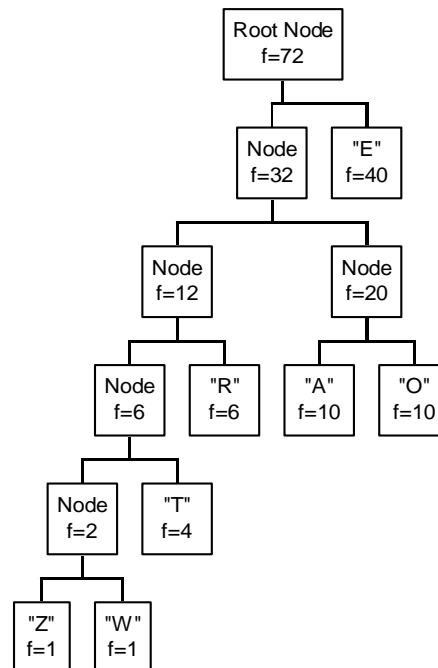 Root Node
f=72
Node
f=32
"E"
f=40
Node
f=12
Node
f=20
Node
f=6
"R"
f=6
"A"
f=10
"O"
f=10
Node
f=2
"T"
f=4
"Z"
f=1
"W"
f=1